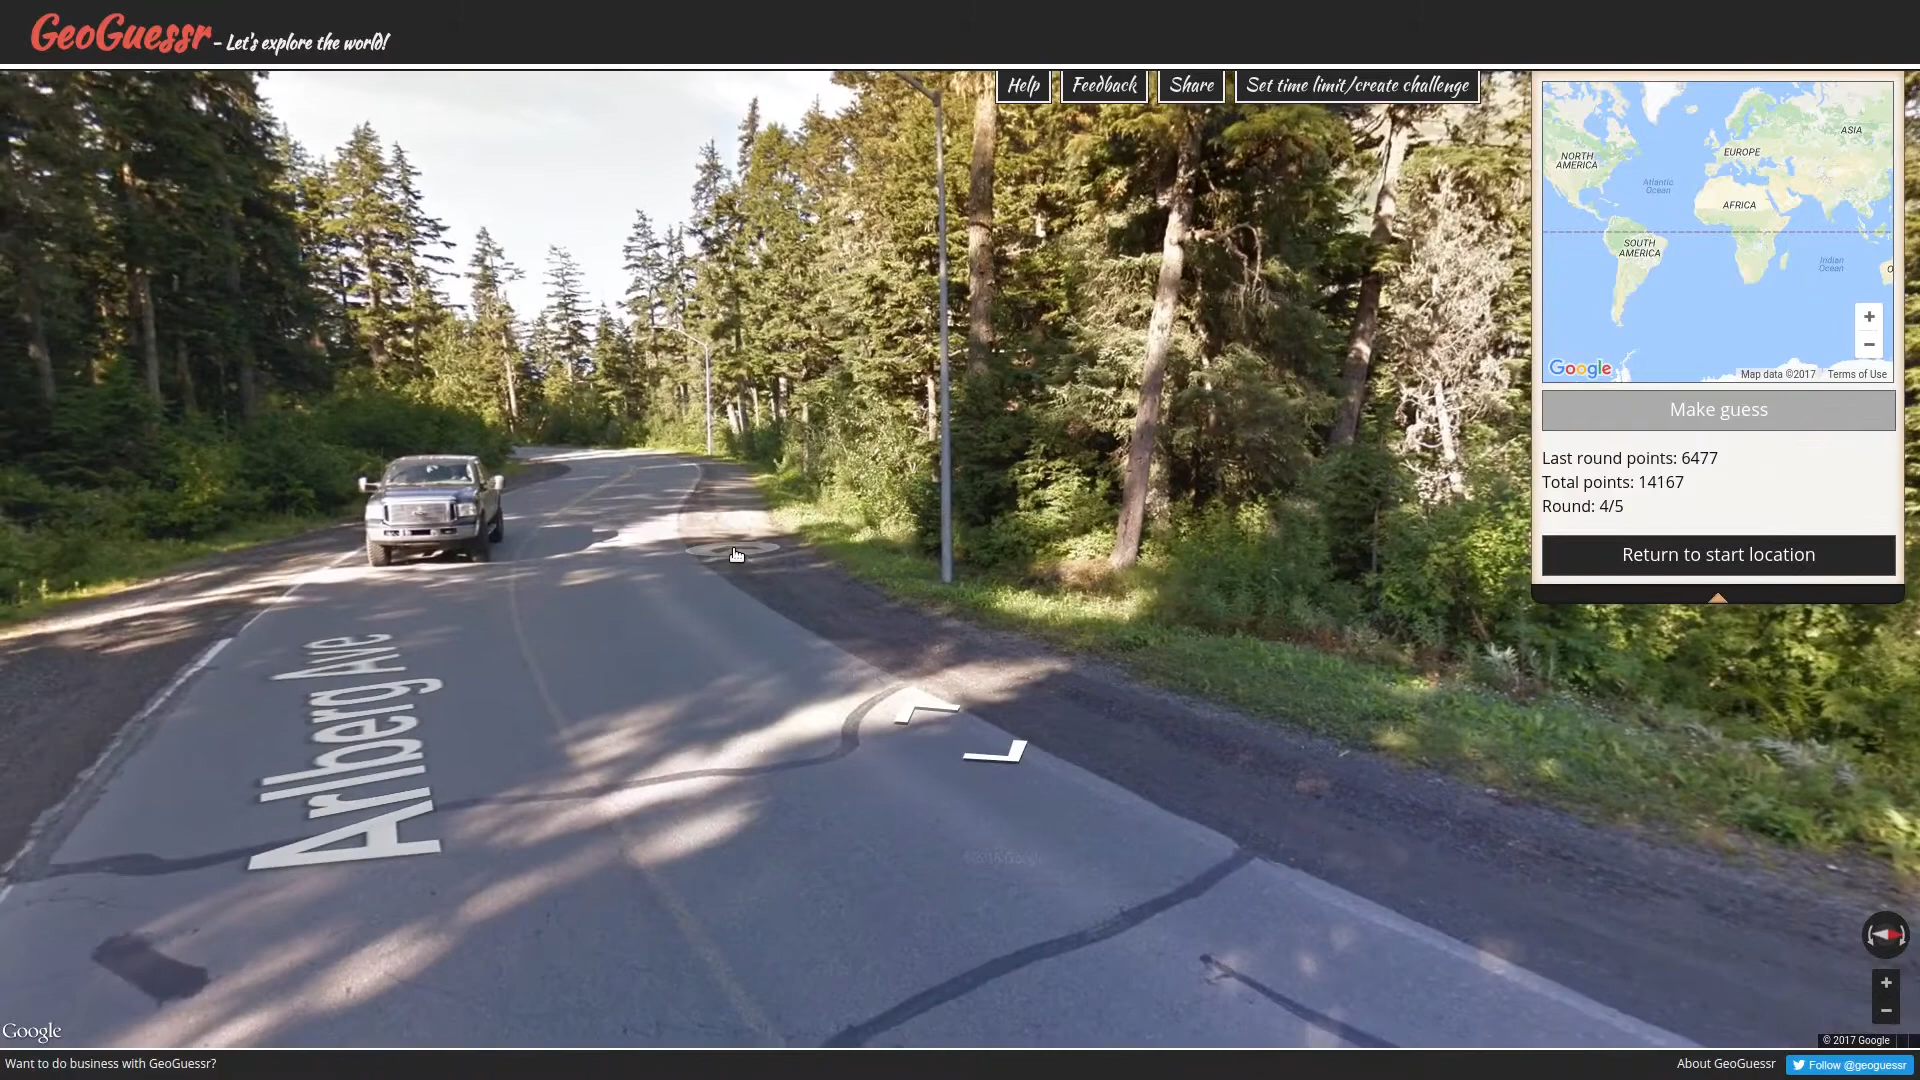 GeoGuessr - Let's explore the world!
Help
Feedback
Share
Set time limit/create challenge
NORTH
AMERICA
Atlantic
Ocean
EUROPE
ASIA
AFRICA
SOUTH
AMERICA
Indian
Ocean
O
+
−
Google
Map data ©2017
Terms of Use
Make guess
Last round points: 6477
Total points: 14167
Round: 4/5
Return to start location
Arlberg Ave
©2016 Google
+
−
Google
© 2017 Google
Want to do business with GeoGuessr?
About GeoGuessr
Follow @geoguessr